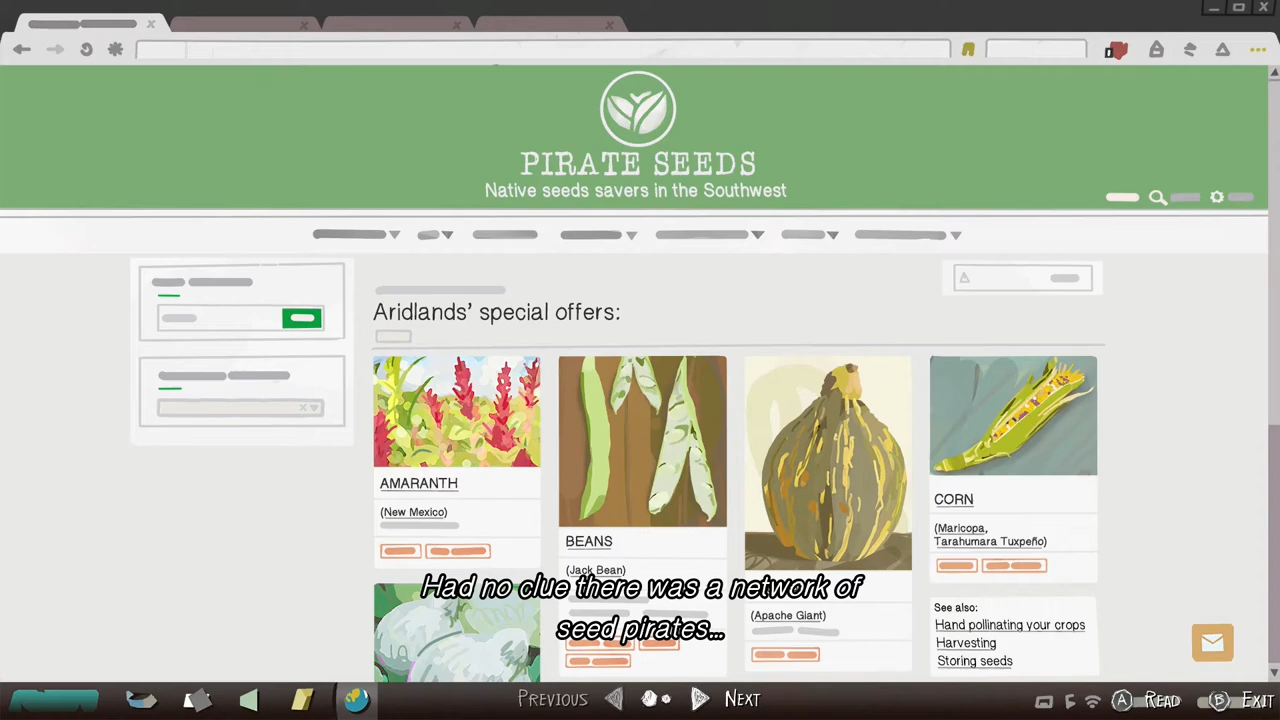 PIRATE SEEDS
Native seeds savers in the Southwest
Aridlands' special offers:
AMARANTH
(New Mexico)
BEANS
(Jack Bean)
(Apache Giant)
CORN
(Maricopa,
Tarahumara Tuxpeño)
See also:
Hand pollinating your crops
Harvesting
Storing seeds
Had no clue there was a network of
seed pirates...
PREVIOUS
NEXT
A READ
B EXIT